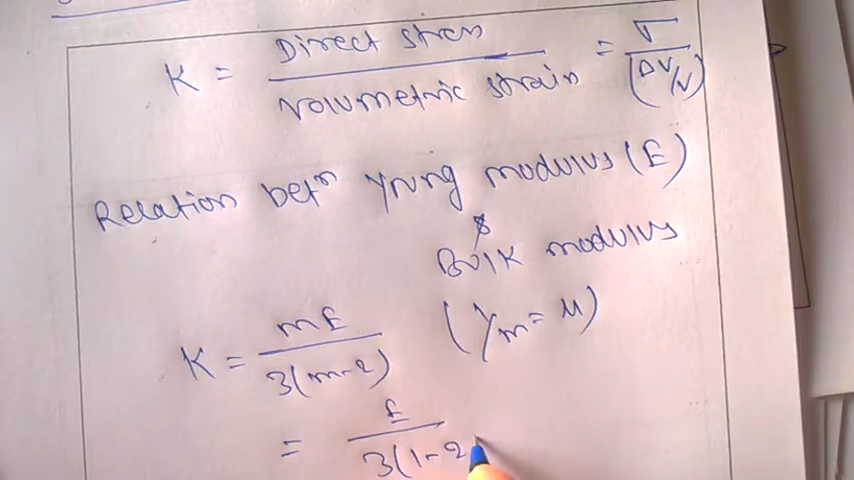 K = Direct stress / Volumetric strain = σ / (ΔV/V)
Relation betn Young modulus (E)
&
Bulk modulus
K = mE / 3(m-2) (1/m = μ)
= E / 3(1-2